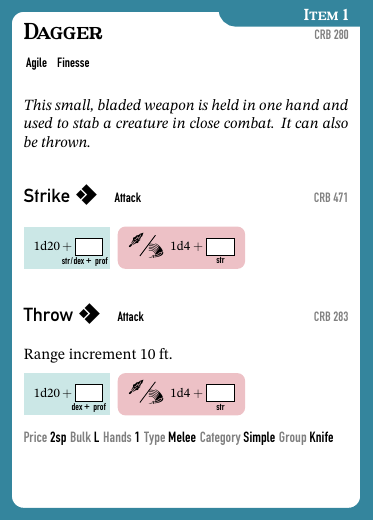 Item 1
Dagger CRB 280
Agile Finesse
This small, bladed weapon is held in one hand and
used to stab a creature in close combat. It can also
be thrown.
Strike Attack CRB 471
1d20 + 1d4 +
str/dex + prof str
Throw Attack CRB 283
Range increment 10 ft.
1d20 + 1d4 +
dex + prof str
Price 2sp Bulk L Hands 1 Type Melee Category Simple Group Knife